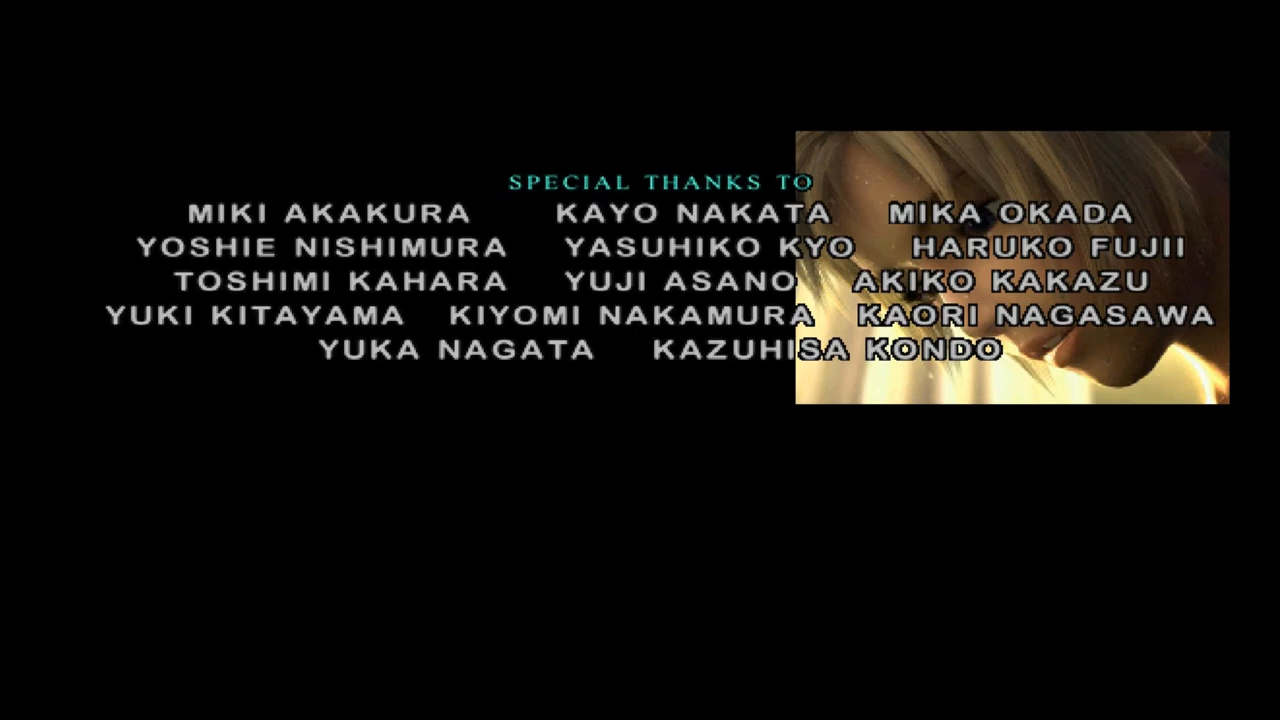 SPECIAL THANKS TO
MIKI AKAKURA KAYO NAKATA MIKA OKADA
YOSHIE NISHIMURA YASUHIKO KYO HARUKO FUJII
TOSHIMI KAHARA YUJI ASANO AKIKO KAKAZU
YUKI KITAYAMA KIYOMI NAKAMURA KAORI NAGASAWA
YUKA NAGATA KAZUHISA KONDO